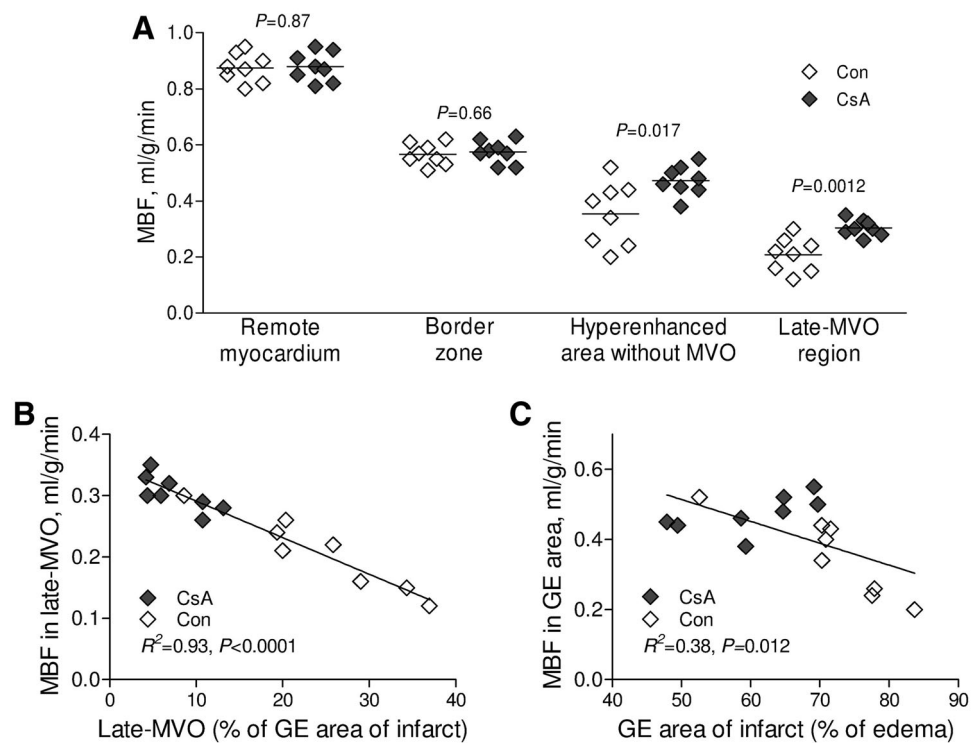 A
P=0.87
1.0
0.8
0.6
0.4
0.2
0.0
MBF, ml/g/min
P=0.66
P=0.017
P=0.0012
Con
CsA
Remote
myocardium
Border
zone
Hyperenhanced
area without MVO
Late-MVO
region
B
0.4
0.3
0.2
0.1
0.0
MBF in late-MVO, ml/g/min
CsA
Con
R²=0.93, P<0.0001
0 10 20 30 40
Late-MVO (% of GE area of infarct)
C
0.6
0.4
0.2
0.0
MBF in GE area, ml/g/min
CsA
Con
R²=0.38, P=0.012
40 50 60 70 80 90
GE area of infarct (% of edema)